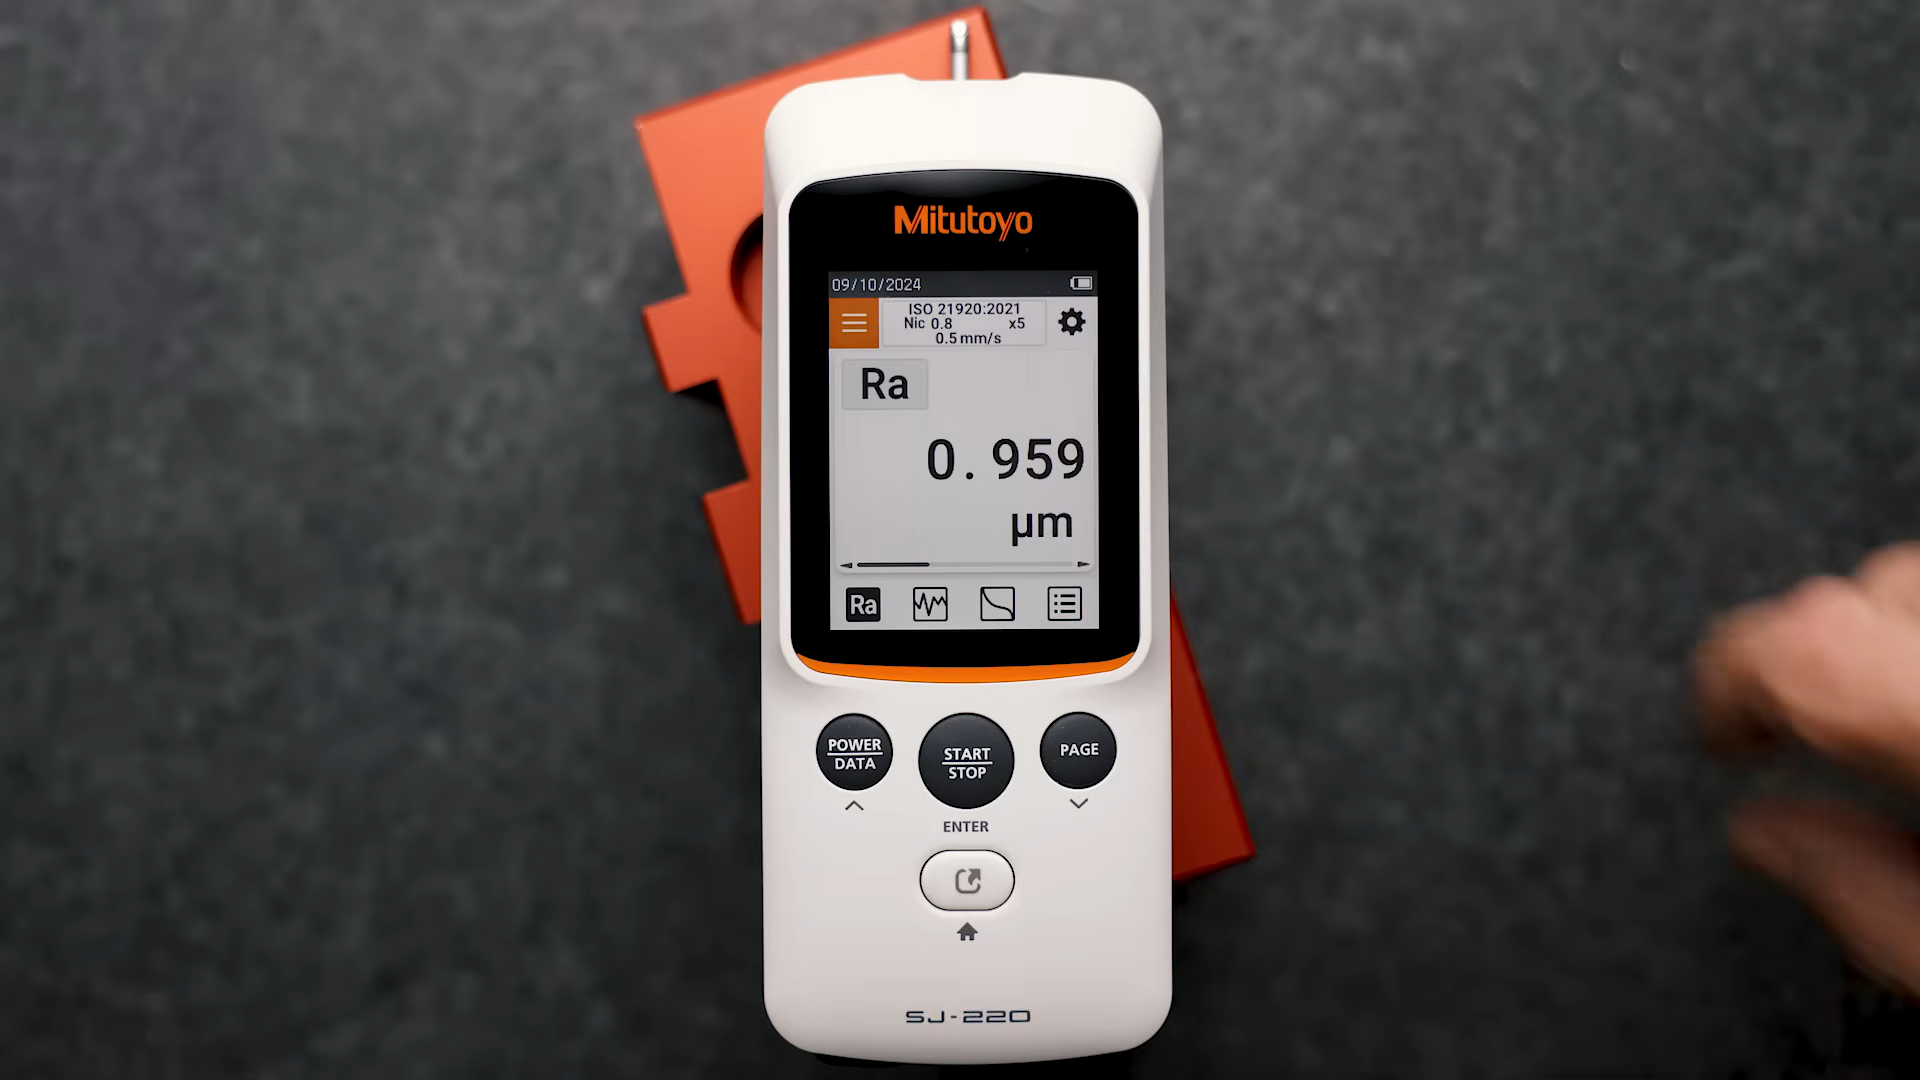 Mitutoyo
09/10/2024
ISO 21920:2021
Nic 0.8 x5
0.5 mm/s
Ra
0.959
µm
Ra
POWER
DATA
START
STOP
PAGE
ENTER
SJ-220